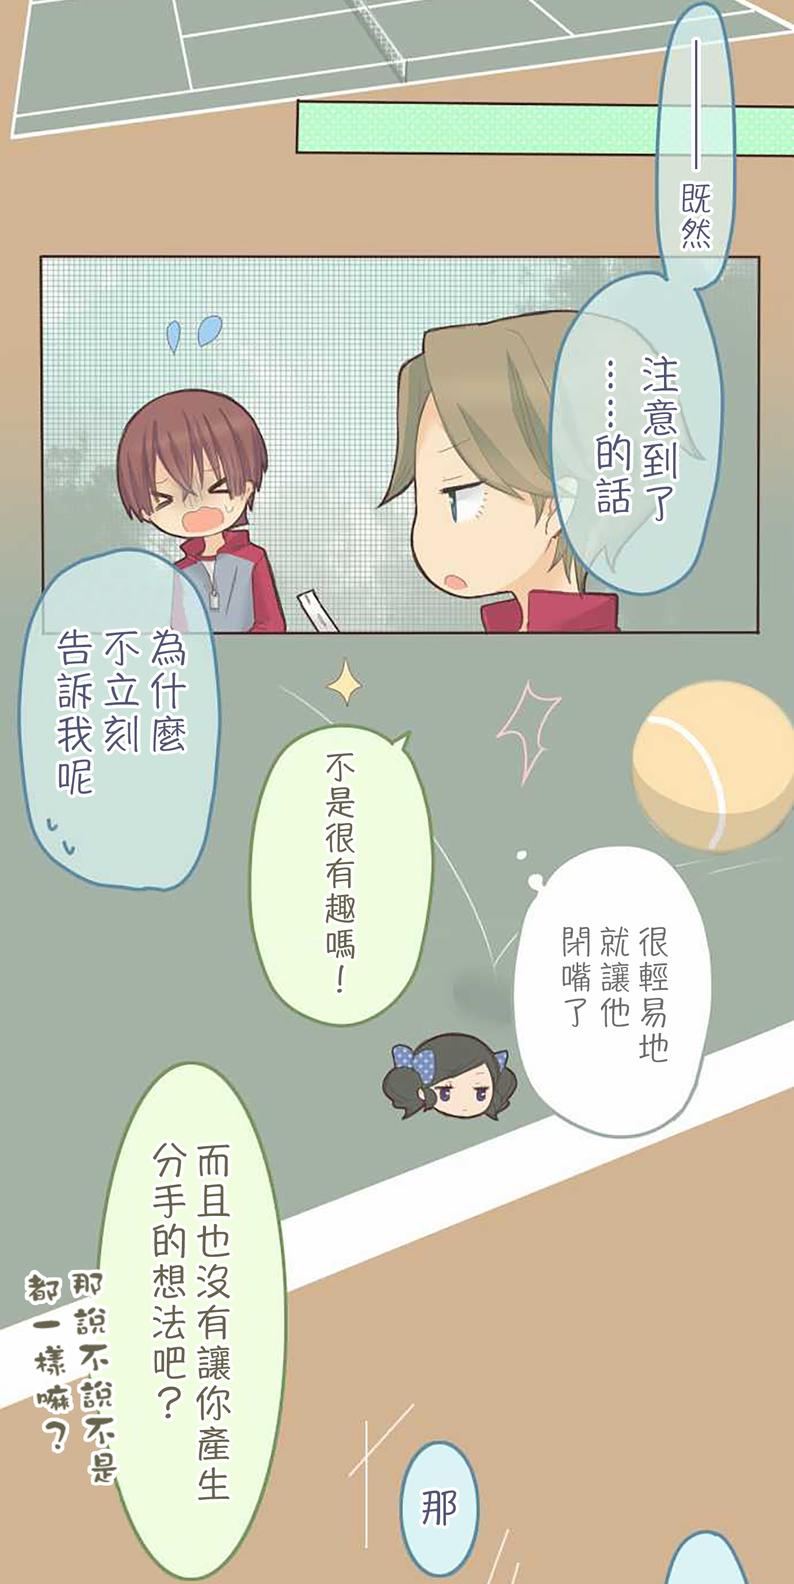 ——既然
注意到了
……的話
為什麼
不立刻
告訴我呢
不是很有趣嗎！
很輕易地
就讓他
閉嘴了
而且也沒有讓你產生
分手的想法吧？
那說不說不是
都一樣嘛？
那